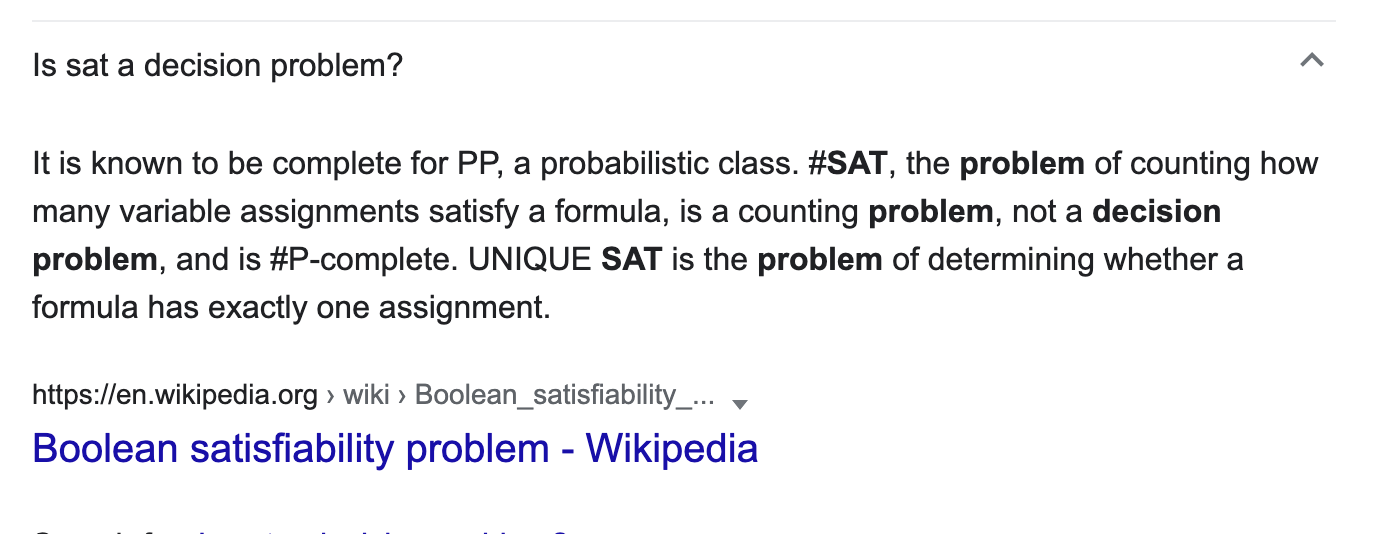 Is sat a decision problem?
It is known to be complete for PP, a probabilistic class. #SAT, the problem of counting how
many variable assignments satisfy a formula, is a counting problem, not a decision
problem, and is #P-complete. UNIQUE SAT is the problem of determining whether a
formula has exactly one assignment.
https://en.wikipedia.org › wiki › Boolean_satisfiability_...
Boolean satisfiability problem - Wikipedia